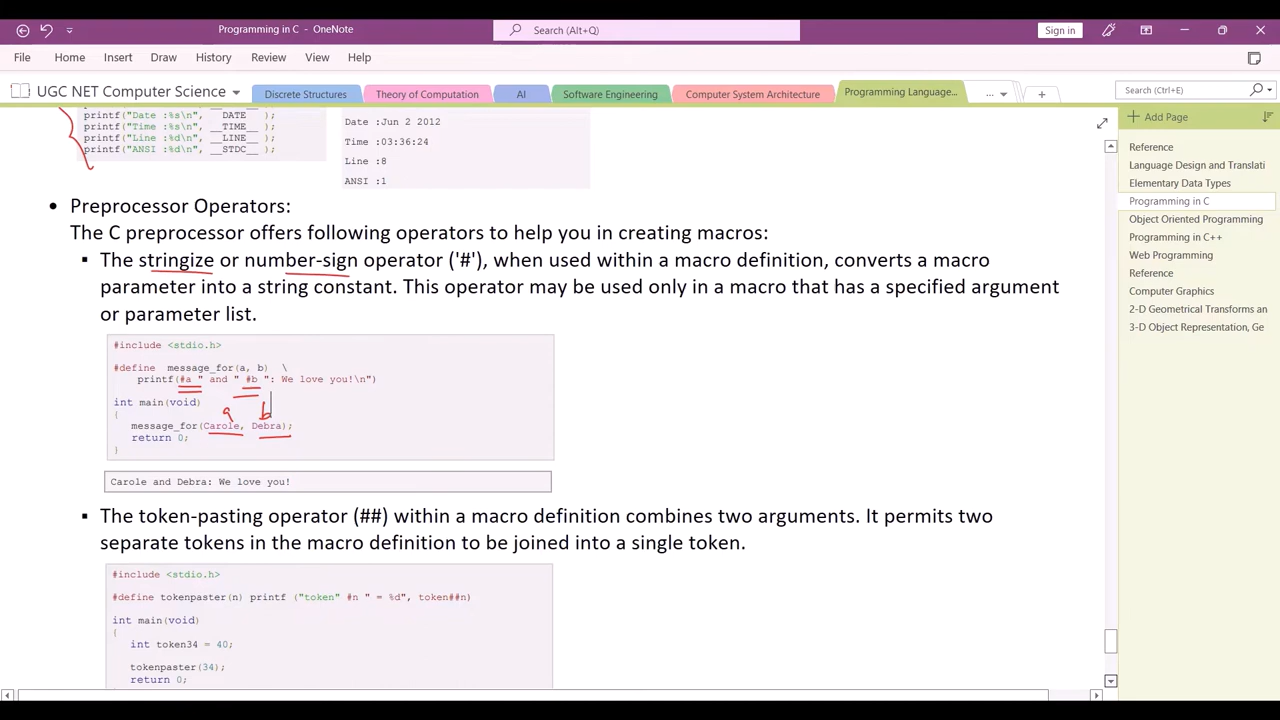 Programming in C - OneNote
Search (Alt+Q)
Sign in
File Home Insert Draw History Review View Help
UGC NET Computer Science
Discrete Structures
Theory of Computation
AI
Software Engineering
Computer System Architecture
Programming Language...
...
Search (Ctrl+E)
Add Page
Reference
Language Design and Translati
Elementary Data Types
Programming in C
Object Oriented Programming
Programming in C++
Web Programming
Reference
Computer Graphics
2-D Geometrical Transforms an
3-D Object Representation, Ge
printf("Date :%s\n", __DATE__ );
printf("Time :%s\n", __TIME__ );
printf("Line :%d\n", __LINE__ );
printf("ANSI :%d\n", __STDC__ );
Date :Jun 2 2012
Time :03:36:24
Line :8
ANSI :1
• Preprocessor Operators:
The C preprocessor offers following operators to help you in creating macros:
▪ The stringize or number-sign operator ('#'), when used within a macro definition, converts a macro
parameter into a string constant. This operator may be used only in a macro that has a specified argument
or parameter list.
#include <stdio.h>
#define message_for(a, b) \
printf(#a " and " #b ": We love you!\n")
int main(void)
{
a b
message_for(Carole, Debra);
return 0;
}
Carole and Debra: We love you!
▪ The token-pasting operator (##) within a macro definition combines two arguments. It permits two
separate tokens in the macro definition to be joined into a single token.
#include <stdio.h>
#define tokenpaster(n) printf ("token" #n " = %d", token##n)
int main(void)
{
int token34 = 40;
tokenpaster(34);
return 0;